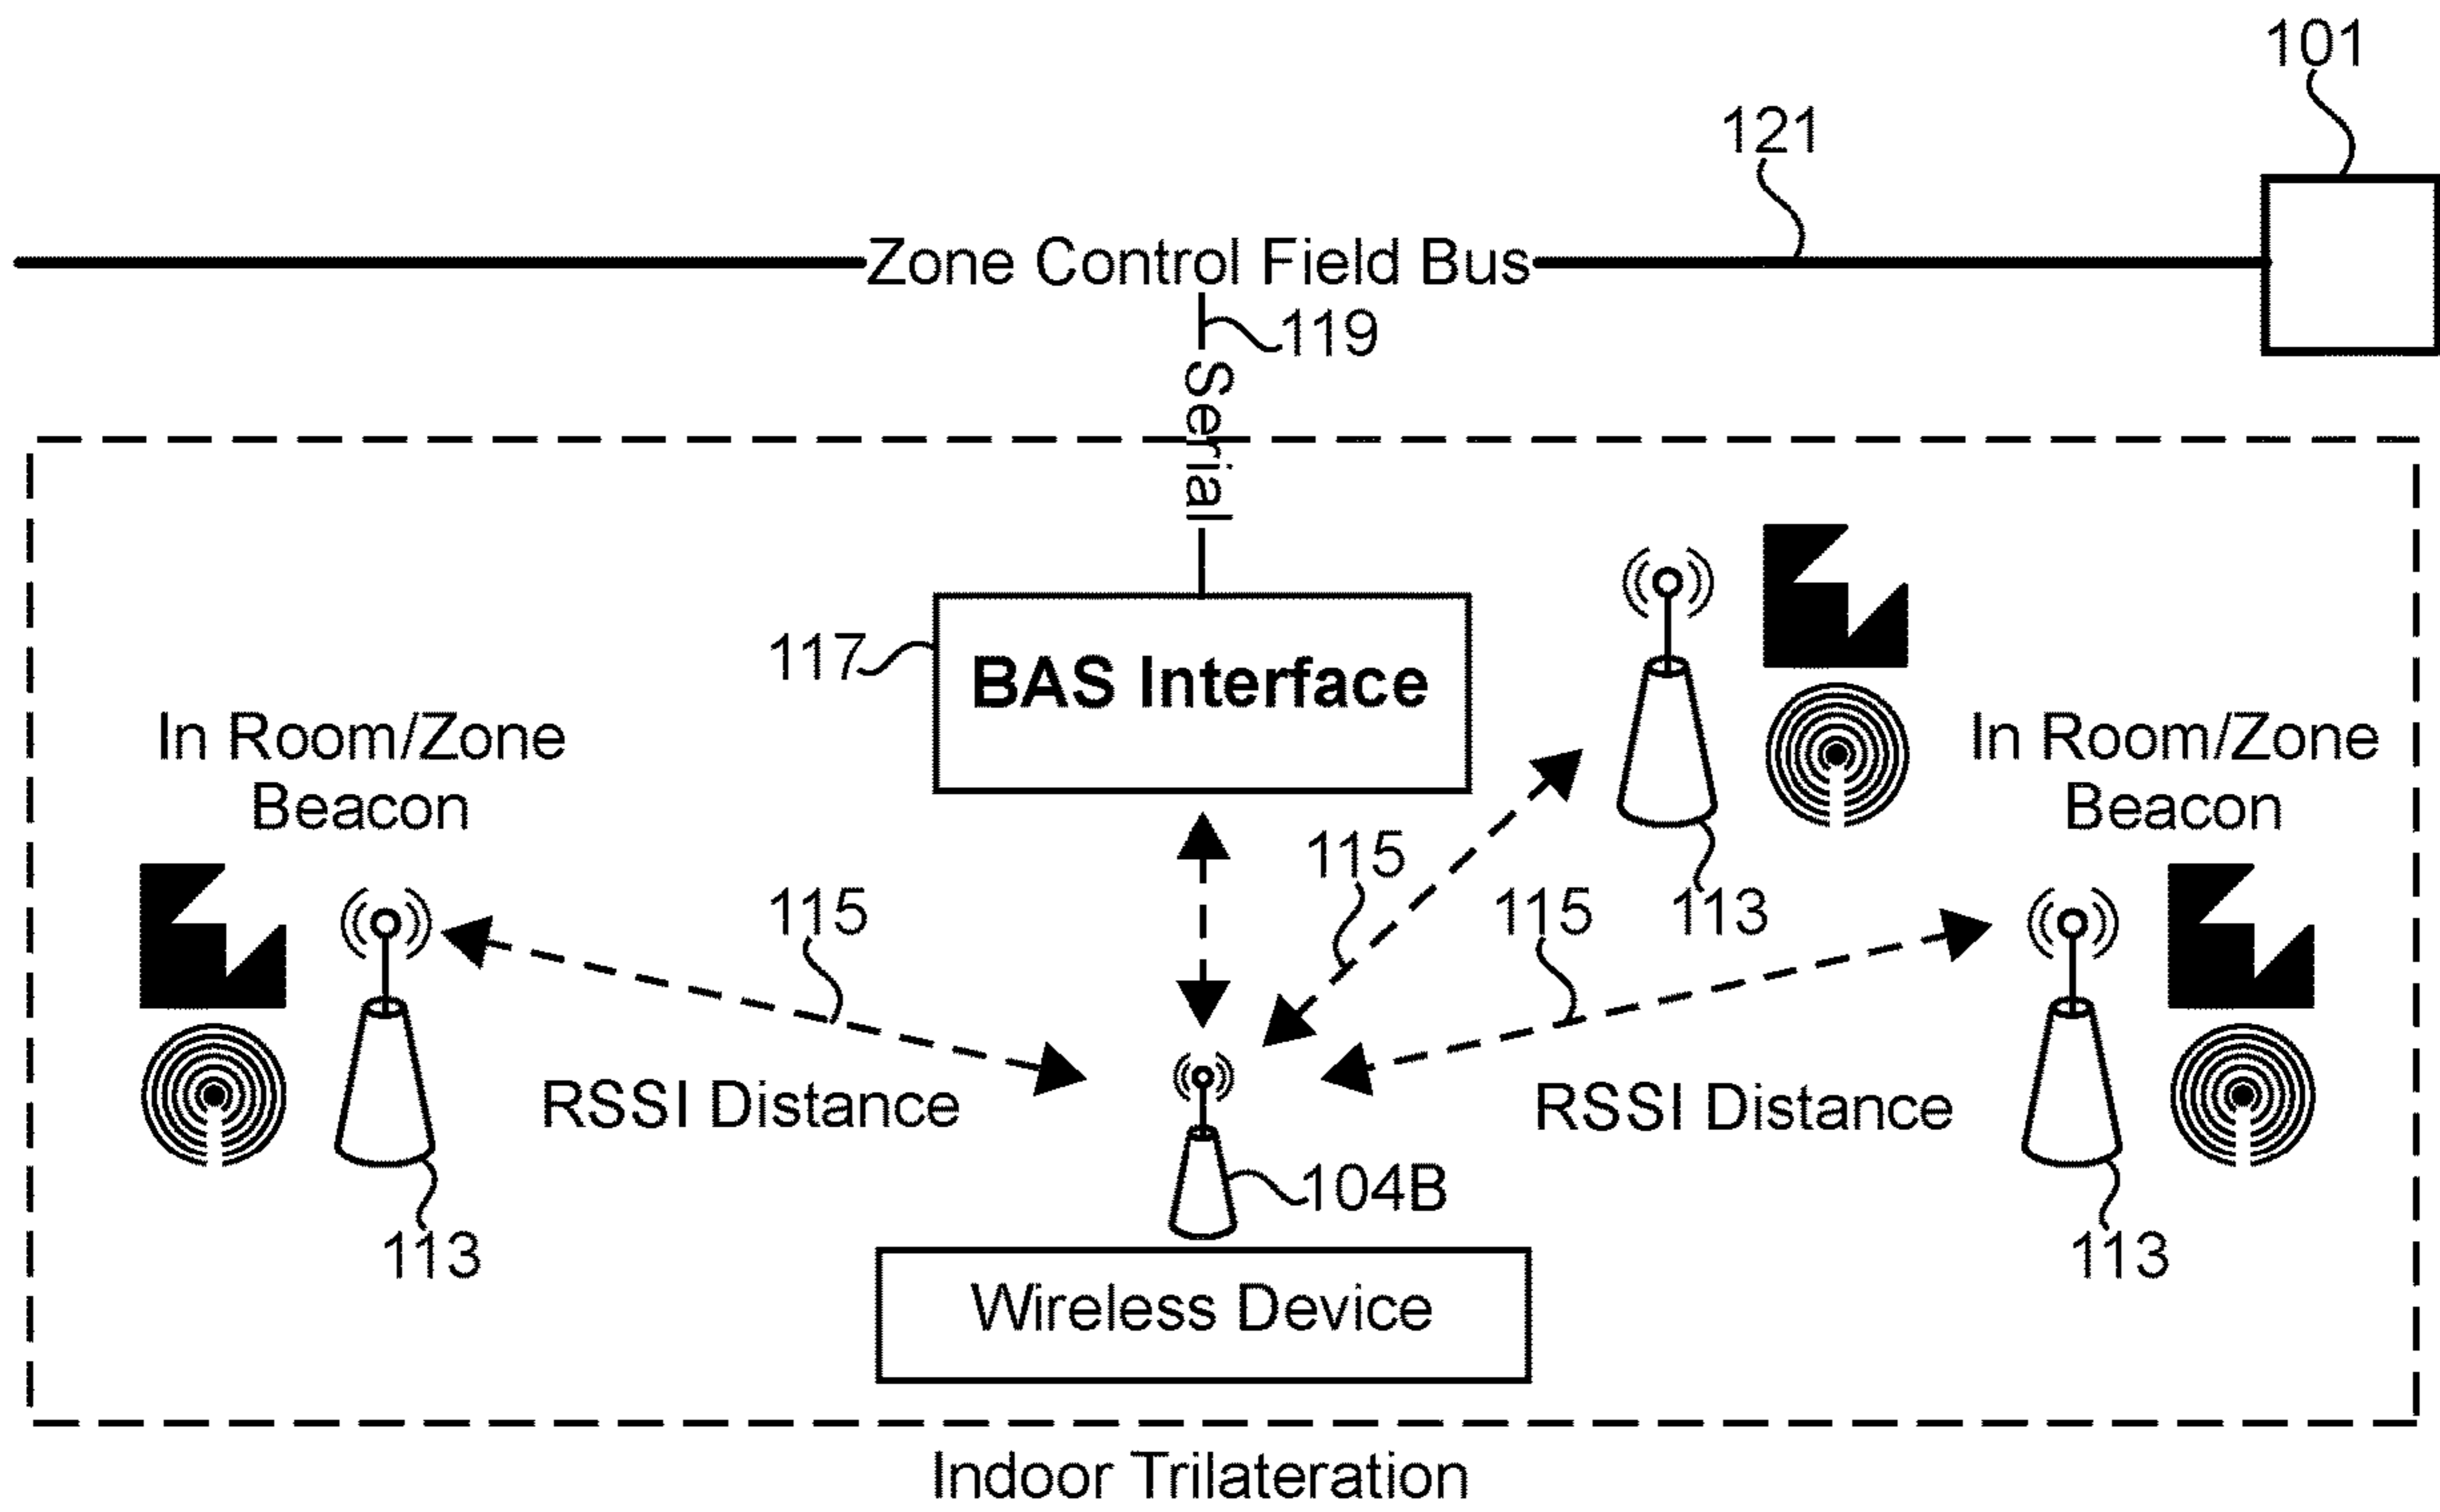 101
121
Zone Control Field Bus
119
Serial
117
BAS Interface
In Room/Zone
Beacon
In Room/Zone
Beacon
115
115
115
113
RSSI Distance
RSSI Distance
104B
113
113
Wireless Device
Indoor Trilateration